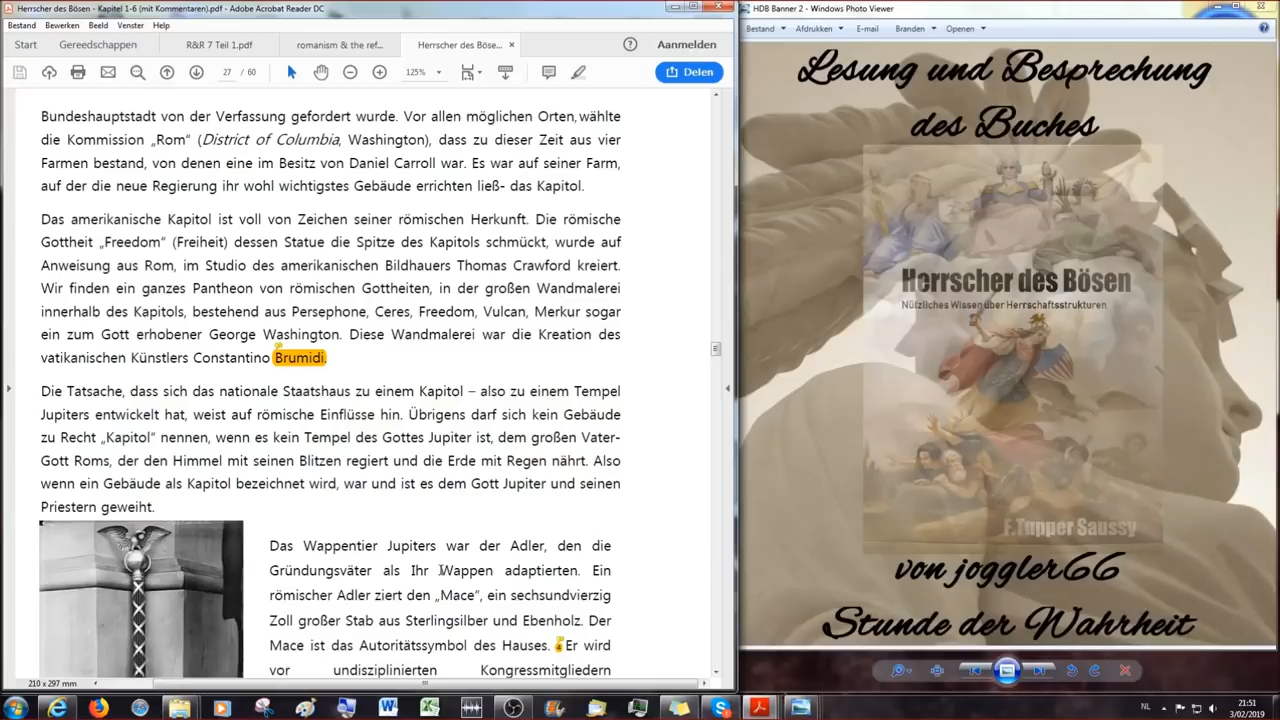 Herrscher des Bösen - Kapitel 1-6 (mit Kommentaren).pdf - Adobe Acrobat Reader DC
Bestand Bewerken Beeld Venster Help
Start Gereedschappen R&R 7 Teil 1.pdf romanism & the ref... Herrscher des Böse... × Aanmelden
27 / 60 125% Delen
Bundeshauptstadt von der Verfassung gefordert wurde. Vor allen möglichen Orten, wählte
die Kommission „Rom“ (District of Columbia, Washington), dass zu dieser Zeit aus vier
Farmen bestand, von denen eine im Besitz von Daniel Carroll war. Es war auf seiner Farm,
auf der die neue Regierung ihr wohl wichtigstes Gebäude errichten ließ- das Kapitol.
Das amerikanische Kapitol ist voll von Zeichen seiner römischen Herkunft. Die römische
Gottheit „Freedom“ (Freiheit) dessen Statue die Spitze des Kapitols schmückt, wurde auf
Anweisung aus Rom, im Studio des amerikanischen Bildhauers Thomas Crawford kreiert.
Wir finden ein ganzes Pantheon von römischen Gottheiten, in der großen Wandmalerei
innerhalb des Kapitols, bestehend aus Persephone, Ceres, Freedom, Vulcan, Merkur sogar
ein zum Gott erhobener George Washington. Diese Wandmalerei war die Kreation des
vatikanischen Künstlers Constantino Brumidi.
Die Tatsache, dass sich das nationale Staatshaus zu einem Kapitol – also zu einem Tempel
Jupiters entwickelt hat, weist auf römische Einflüsse hin. Übrigens darf sich kein Gebäude
zu Recht „Kapitol“ nennen, wenn es kein Tempel des Gottes Jupiter ist, dem großen Vater-
Gott Roms, der den Himmel mit seinen Blitzen regiert und die Erde mit Regen nährt. Also
wenn ein Gebäude als Kapitol bezeichnet wird, war und ist es dem Gott Jupiter und seinen
Priestern geweiht.
Das Wappentier Jupiters war der Adler, den die
Gründungsväter als Ihr Wappen adaptierten. Ein
römischer Adler ziert den „Mace“, ein sechsundvierzig
Zoll großer Stab aus Sterlingsilber und Ebenholz. Der
Mace ist das Autoritätssymbol des Hauses. Er wird
vor undisziplinierten Kongressmitgliedern
210 x 297 mm
HDB Banner 2 - Windows Photo Viewer
Bestand Afdrukken E-mail Branden Openen
Lesung und Besprechung
des Buches
Herrscher des Bösen
Nützliches Wissen über Herrschaftsstrukturen
F.Tupper Saussy
von joggler66
Stunde der Wahrheit
NL 21:51
3/02/2019